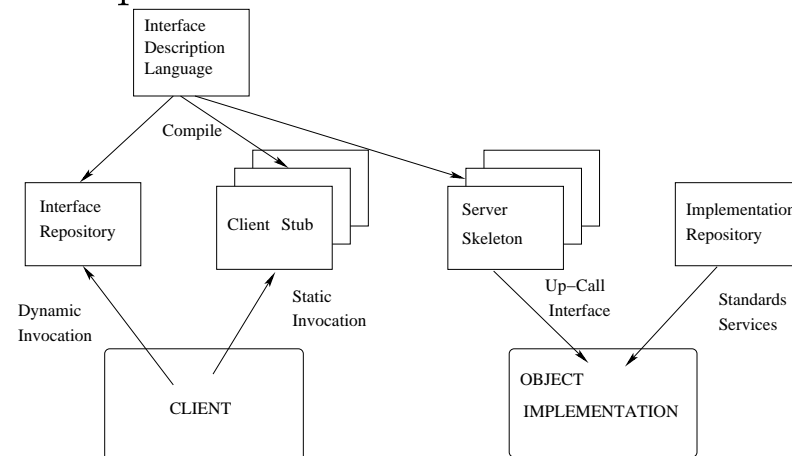 Interface
Description
Language
Compile
Interface
Repository
Client Stub
Server
Skeleton
Implementation
Repository
Dynamic
Invocation
Static
Invocation
Up–Call
Interface
Standards
Services
CLIENT
OBJECT
IMPLEMENTATION